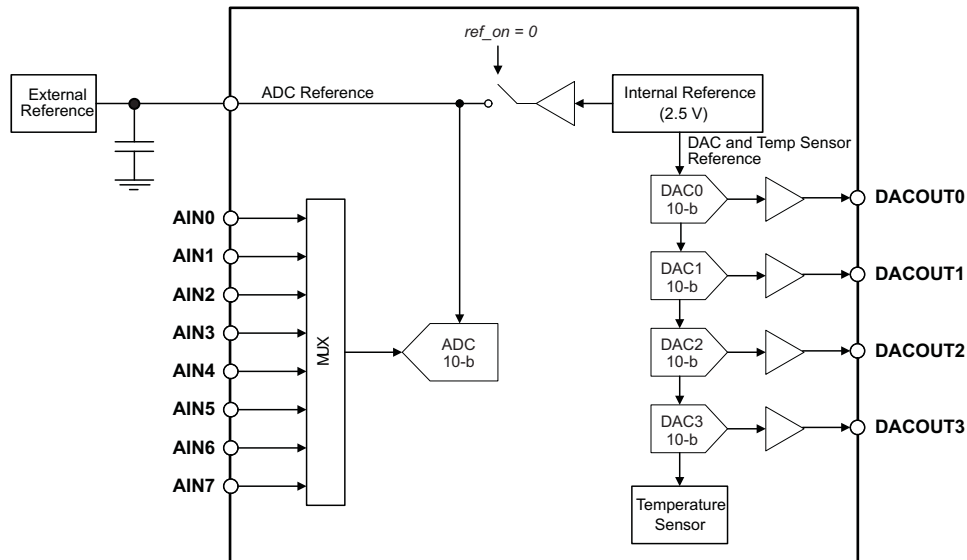 ref_on = 0
External
Reference
ADC Reference
Internal Reference
(2.5 V)
DAC and Temp Sensor
Reference
DAC0
10-b
DACOUT0
AIN0
AIN1
DAC1
10-b
DACOUT1
AIN2
AIN3
MUX
ADC
10-b
DAC2
10-b
DACOUT2
AIN4
AIN5
DAC3
10-b
DACOUT3
AIN6
AIN7
Temperature
Sensor